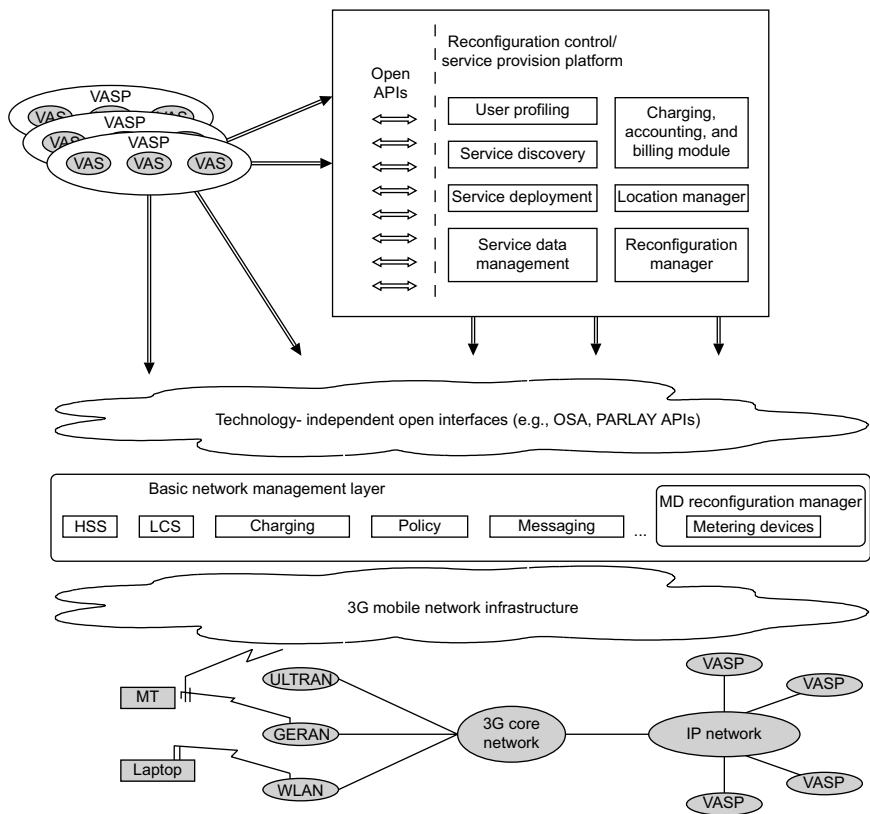 VASP
VAS
VAS
VAS
VASP
VAS
VAS
VASP
VAS
VAS
VAS
Open
APIs
Reconfiguration control/
service provision platform
User profiling
Service discovery
Service deployment
Service data
management
Charging,
accounting, and
billing module
Location manager
Reconfiguration
manager
Technology- independent open interfaces (e.g., OSA, PARLAY APIs)
Basic network management layer
HSS
LCS
Charging
Policy
Messaging
...
MD reconfiguration manager
Metering devices
3G mobile network infrastructure
MT
Laptop
ULTRAN
GERAN
WLAN
3G core
network
IP network
VASP
VASP
VASP
VASP